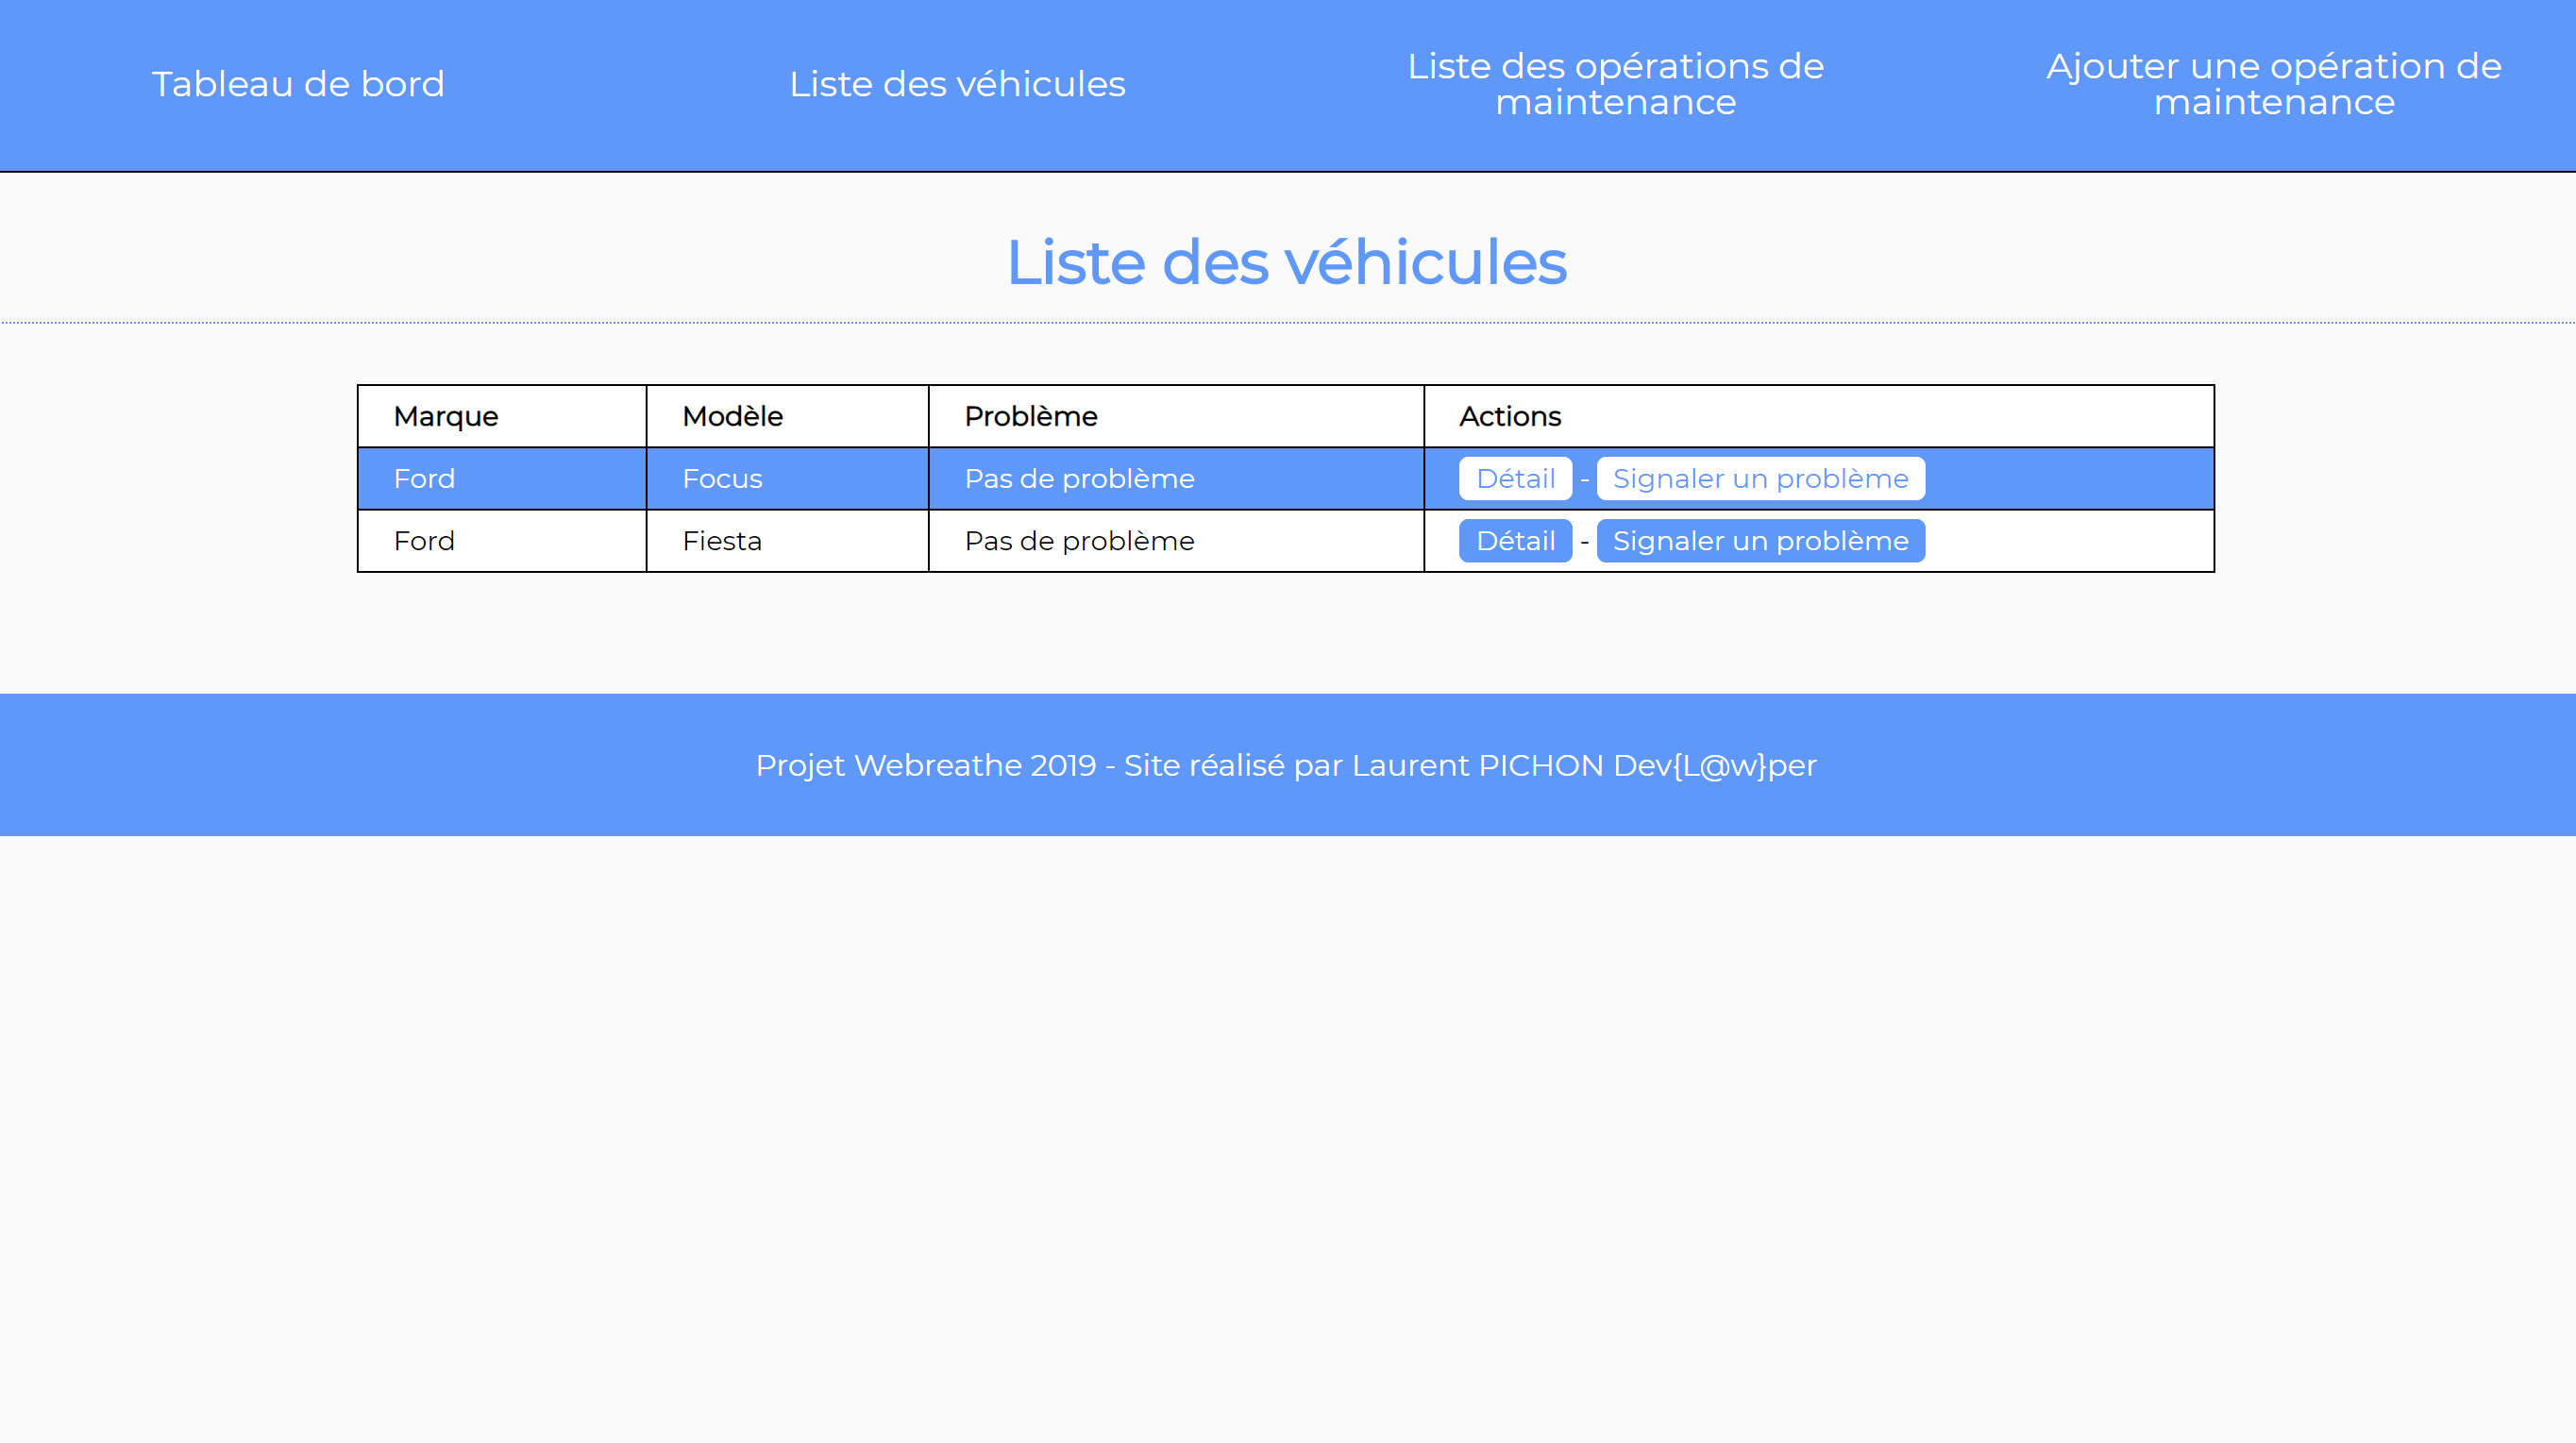 Tableau de bord
Liste des véhicules
Liste des opérations de
maintenance
Ajouter une opération de
maintenance
Liste des véhicules
Marque Modèle Problème Actions
Ford Focus Pas de problème Détail - Signaler un problème
Ford Fiesta Pas de problème Détail - Signaler un problème
Projet Webreathe 2019 - Site réalisé par Laurent PICHON Dev{L@w}per